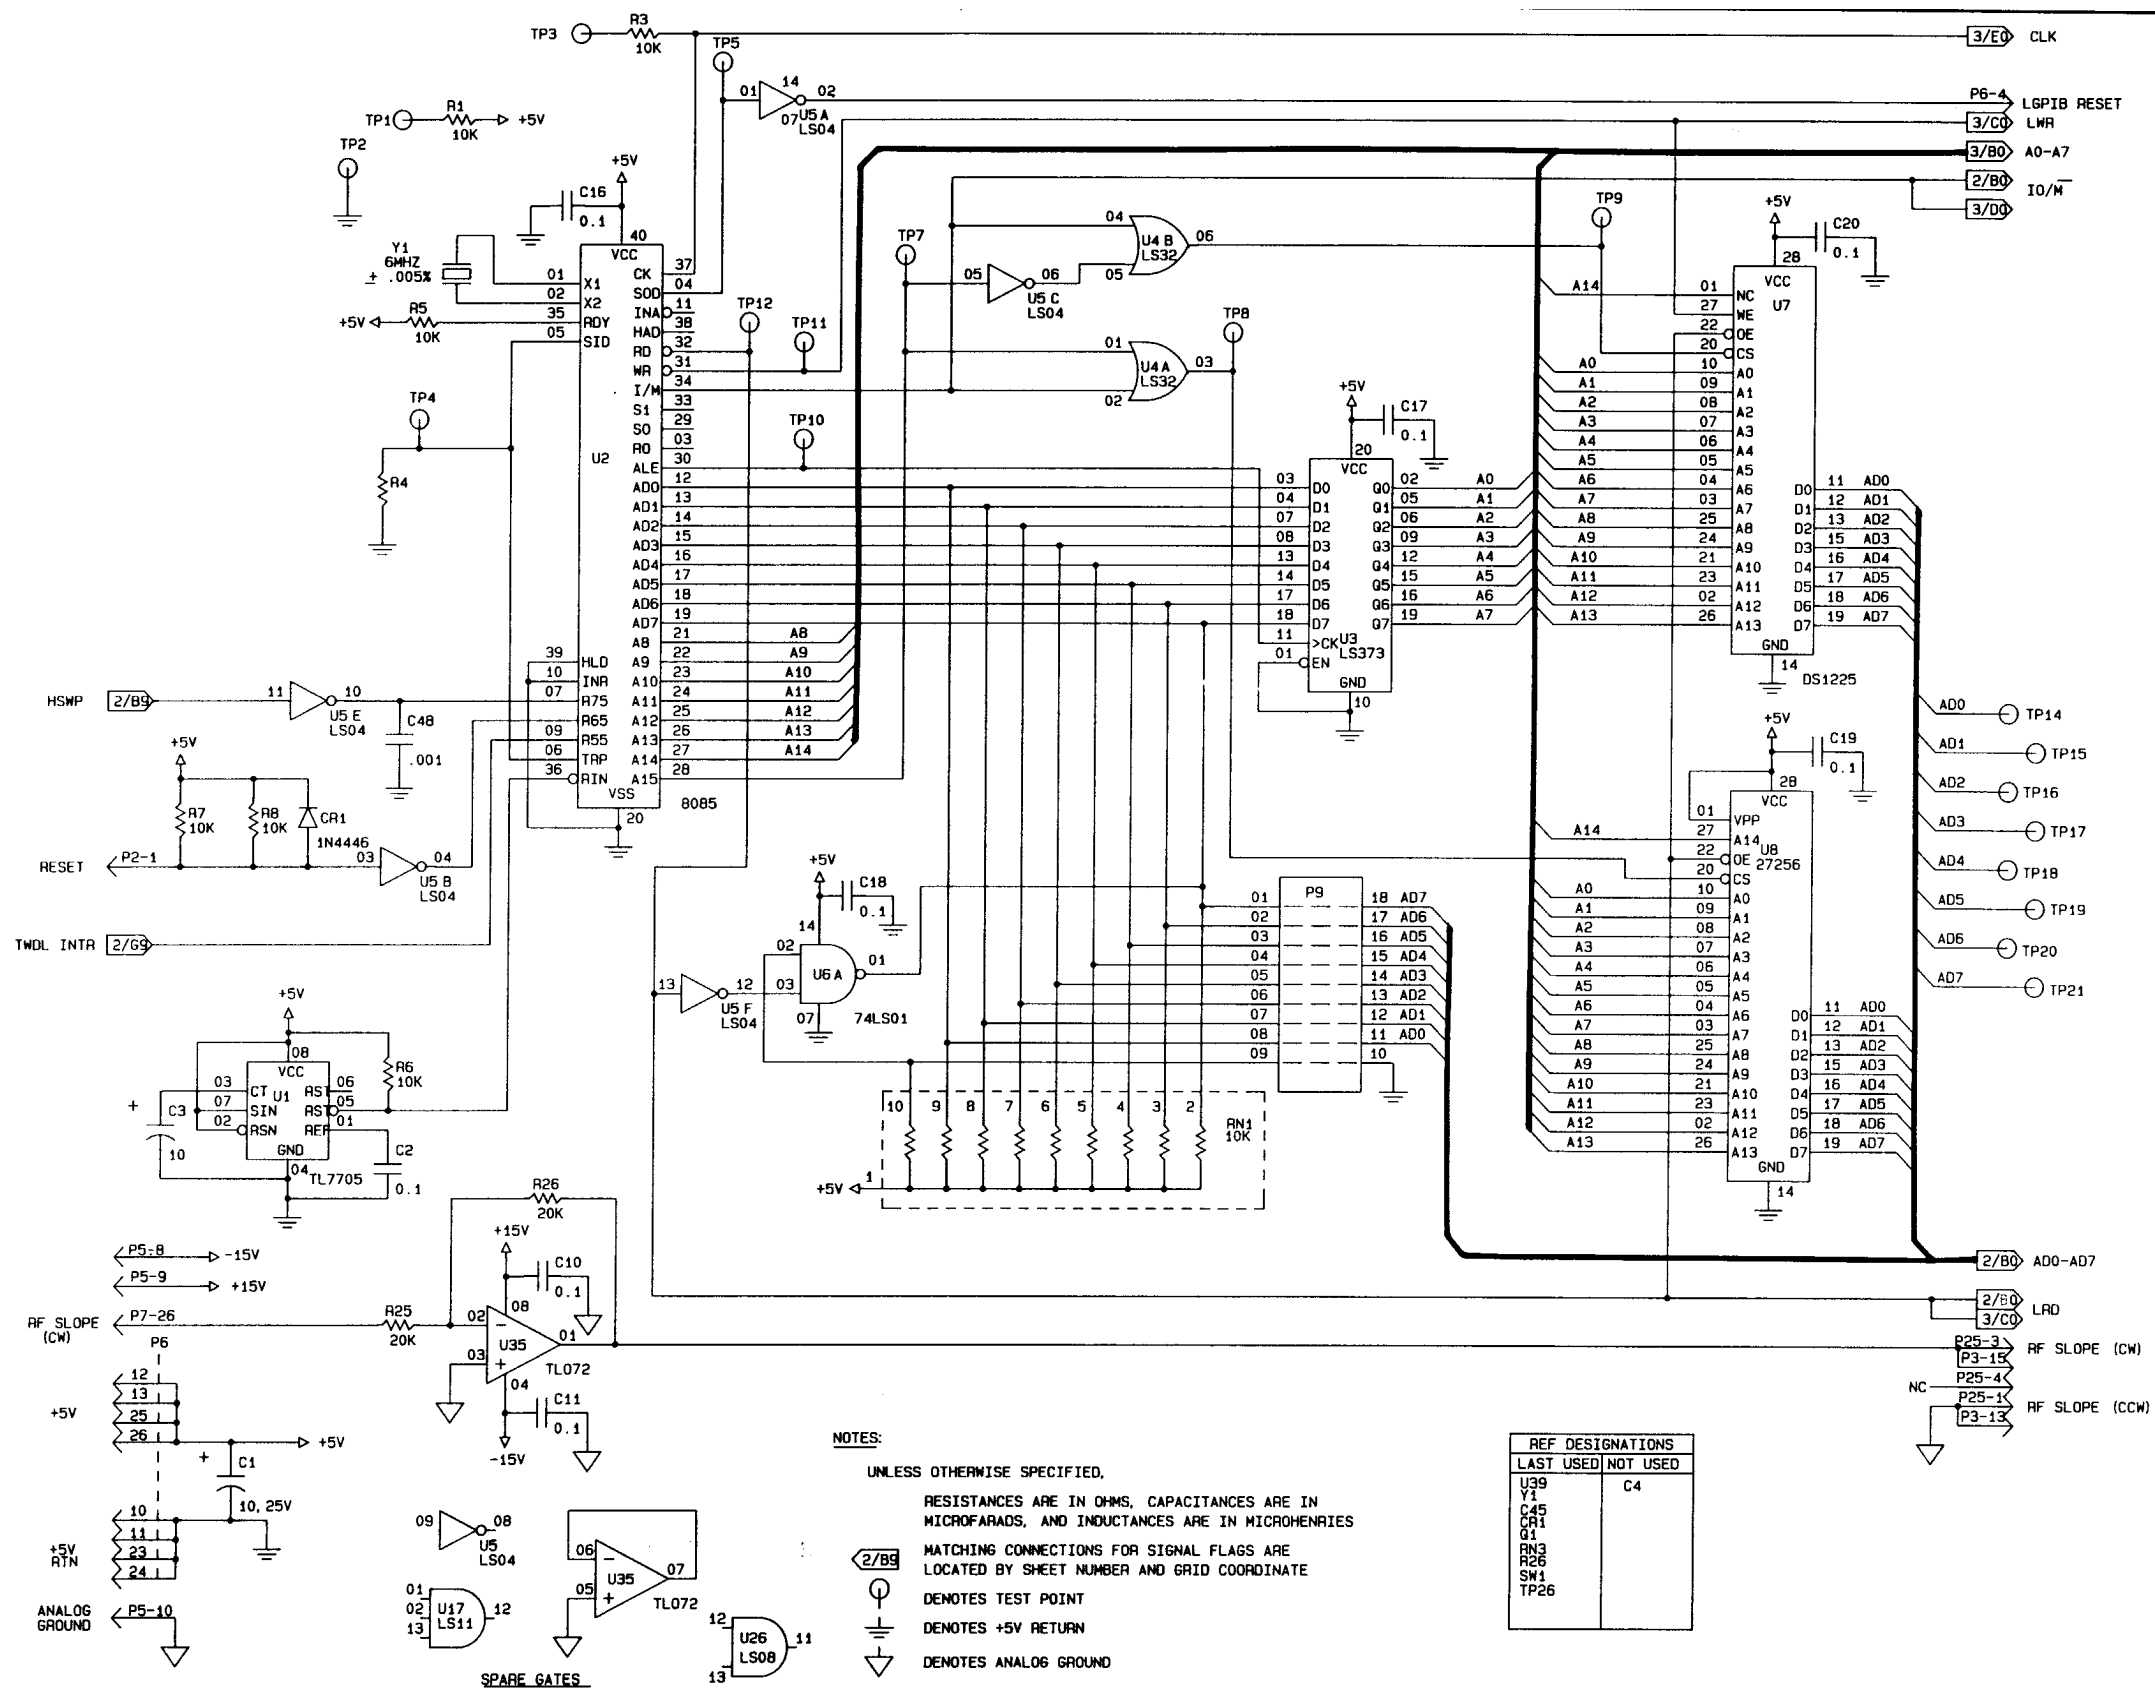 TP3
R3
10K
3/E0 CLK
TP5
01
14
02
07
U5A
LS04
P6-4 LGPIB RESET
3/C0 LWR
3/B0 A0-A7
2/B0 IO/M̅
3/D0
TP1
R1
10K
+5V
TP2
+5V
C16
0.1
Y1
6MHZ
± .005%
R5
+5V
10K
TP4
R4
40
VCC
01 X1
02 X2
35 RDY
05 SID
CK 37
SOD 04
INA 11
HAD 38
RD 32
WR 31
I/M 34
S1 33
S0 29
RO 03
ALE 30
AD0 12
AD1 13
AD2 14
AD3 15
AD4 16
AD5 17
AD6 18
AD7 19
A8 21 A8
A9 22 A9
A10 23 A10
A11 24 A11
A12 25 A12
A13 26 A13
A14 27 A14
A15 28
U2
39 HLD
10 INR
07 R75
08 R65
09 R55
06 TRP
36 RIN
VSS
20
8085
TP12
TP11
TP10
TP7
05
06
U5 C
LS04
04
05
U4 B
LS32
06
01
02
U4A
LS32
03
TP8
TP9
+5V
C17
0.1
20
VCC
03 D0 Q0 02 A0
04 D1 Q1 05 A1
07 D2 Q2 06 A2
08 D3 Q3 09 A3
13 D4 Q4 12 A4
14 D5 Q5 15 A5
17 D6 Q6 16 A6
18 D7 Q7 19 A7
11 >CK U3
01 EN LS373
GND
10
+5V
C20
0.1
28
VCC
U7
A14 01 NC
27 WE
22 OE
20 CS
A0 10 A0
A1 09 A1
A2 08 A2
A3 07 A3
A4 06 A4
A5 05 A5
A6 04 A6
A7 03 A7
A8 25 A8
A9 24 A9
A10 21 A10
A11 23 A11
A12 02 A12
A13 26 A13
D0 11 AD0
D1 12 AD1
D2 13 AD2
D3 15 AD3
D4 16 AD4
D5 17 AD5
D6 18 AD6
D7 19 AD7
GND
14
DS1225
AD0 TP14
AD1 TP15
AD2 TP16
AD3 TP17
AD4 TP18
AD5 TP19
AD6 TP20
AD7 TP21
+5V
C19
0.1
28
VCC
01 VPP
A14 27 A14
22 OE
20 CS
U8
27256
A0 10 A0
A1 09 A1
A2 08 A2
A3 07 A3
A4 06 A4
A5 05 A5
A6 04 A6
A7 03 A7
A8 25 A8
A9 24 A9
A10 21 A10
A11 23 A11
A12 02 A12
A13 26 A13
D0 11 AD0
D1 12 AD1
D2 13 AD2
D3 15 AD3
D4 16 AD4
D5 17 AD5
D6 18 AD6
D7 19 AD7
GND
14
HSWP 2/B9
11
10
U5 E
LS04
C48
.001
+5V
R7
10K
R8
10K
CR1
1N4446
RESET P2-1
03
04
U5 B
LS04
TWDL INTR 2/G9
+5V
08
VCC
03 CT
07 SIN
02 RSN
U1
RST 06
RST 05
REF 01
GND
04
TL7705
+
C3
10
R6
10K
C2
0.1
+5V
C18
0.1
14
02
03
U6A
01
07
74LS01
13
12
U5 F
LS04
P9
01 18 AD7
02 17 AD6
03 16 AD5
04 15 AD4
05 14 AD3
06 13 AD2
07 12 AD1
08 11 AD0
09 10
10 9 8 7 6 5 4 3 2
RN1
10K
+5V
1
2/B0 AD0-AD7
2/B0 LRD
3/C0
P5-8 -15V
P5-9 +15V
RF SLOPE
(CW)
P7-26
R25
20K
R26
20K
+15V
C10
0.1
08
02 -
03 +
U35
01
TL072
04
C11
0.1
-15V
P25-3 RF SLOPE (CW)
P3-15
NC P25-4
P25-1 RF SLOPE (CCW)
P3-13
P6
12
13
+5V
25
26
+5V
+
C1
10,25V
10
11
+5V
RTN
23
24
ANALOG
GROUND
P5-10
09
08
U5
LS04
01
02
13
U17
LS11
12
06 -
05 +
U35
07
TL072
12
13
U26
LS08
11
SPARE GATES
NOTES:
UNLESS OTHERWISE SPECIFIED,
RESISTANCES ARE IN OHMS, CAPACITANCES ARE IN
MICROFARADS, AND INDUCTANCES ARE IN MICROHENRIES
2/B9 MATCHING CONNECTIONS FOR SIGNAL FLAGS ARE
LOCATED BY SHEET NUMBER AND GRID COORDINATE
DENOTES TEST POINT
DENOTES +5V RETURN
DENOTES ANALOG GROUND
REF DESIGNATIONS
LAST USED NOT USED
U39 C4
Y1
C45
CR1
Q1
RN3
R26
SW1
TP26